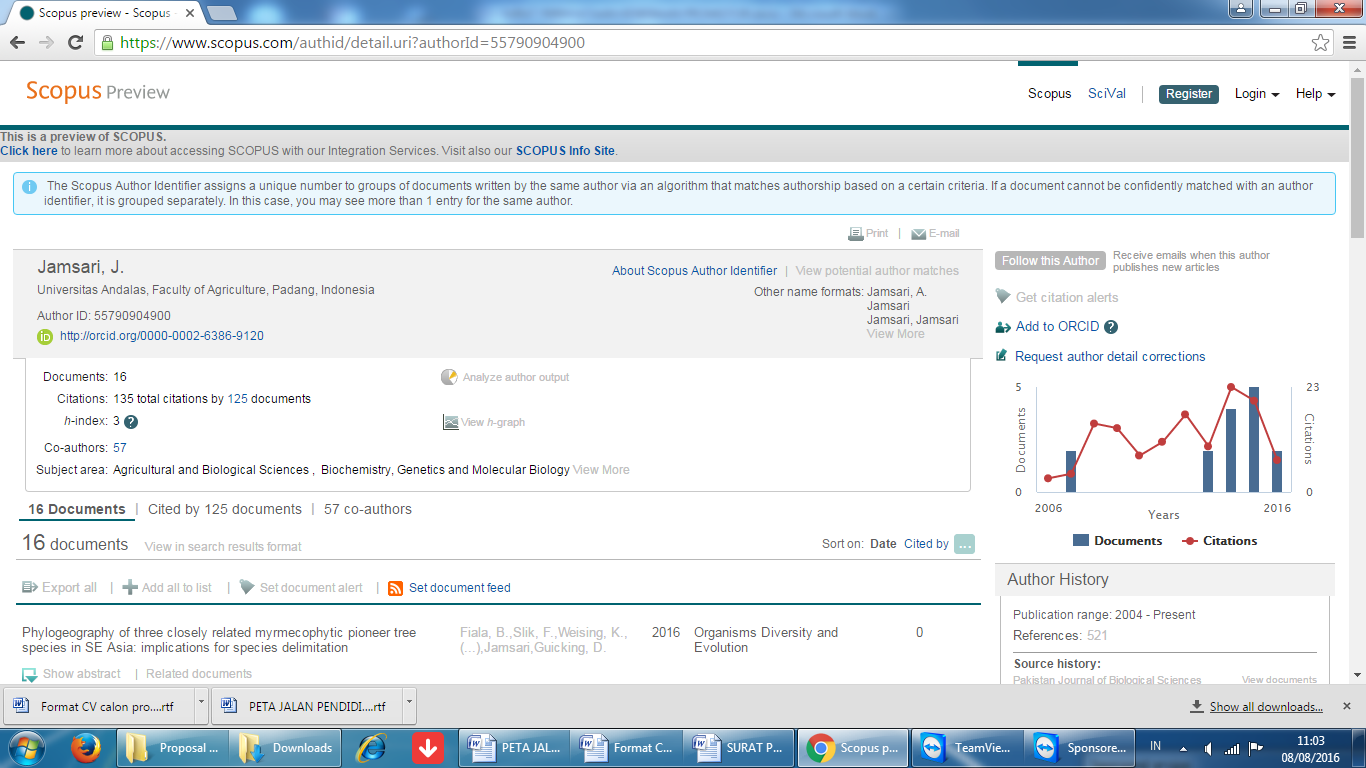 Scopus preview - Scopus
https://www.scopus.com/authid/detail.uri?authorId=55790904900
Scopus Preview
Scopus SciVal Register Login Help
This is a preview of SCOPUS.
Click here to learn more about accessing SCOPUS with our Integration Services. Visit also our SCOPUS Info Site.
The Scopus Author Identifier assigns a unique number to groups of documents written by the same author via an algorithm that matches authorship based on a certain criteria. If a document cannot be confidently matched with an author
identifier, it is grouped separately. In this case, you may see more than 1 entry for the same author.
Print | E-mail
Jamsari, J.
Universitas Andalas, Faculty of Agriculture, Padang, Indonesia
Author ID: 55790904900
iD http://orcid.org/0000-0002-6386-9120
About Scopus Author Identifier | View potential author matches
Other name formats: Jamsari, A.
Jamsari
Jamsari, Jamsari
View More
Documents: 16
Analyze author output
Citations: 135 total citations by 125 documents
h-index: 3 ?
View h-graph
Co-authors: 57
Subject area: Agricultural and Biological Sciences , Biochemistry, Genetics and Molecular Biology View More
16 Documents | Cited by 125 documents | 57 co-authors
16 documents View in search results format
Sort on: Date Cited by ...
Export all | Add all to list | Set document alert | Set document feed
Phylogeography of three closely related myrmecophytic pioneer tree
species in SE Asia: implications for species delimitation
Fiala, B.,Slik, F.,Weising, K.,
(...),Jamsari,Guicking, D.
2016
Organisms Diversity and
Evolution
0
Show abstract | Related documents
Follow this Author
Receive emails when this author
publishes new articles
Get citation alerts
Add to ORCID ?
Request author detail corrections
5
0
Documents
23
0
Citations
2006
2016
Years
Documents Citations
Author History
Publication range: 2004 - Present
References: 521
Source history:
Pakistan Journal of Biological Sciences View documents
Format CV calon pro....rtf
PETA JALAN PENDIDI....rtf
Show all downloads...
Proposal ...
Downloads
PETA JAL...
Format C...
SURAT P...
Scopus p...
TeamVie...
Sponsore...
IN
11:03
08/08/2016